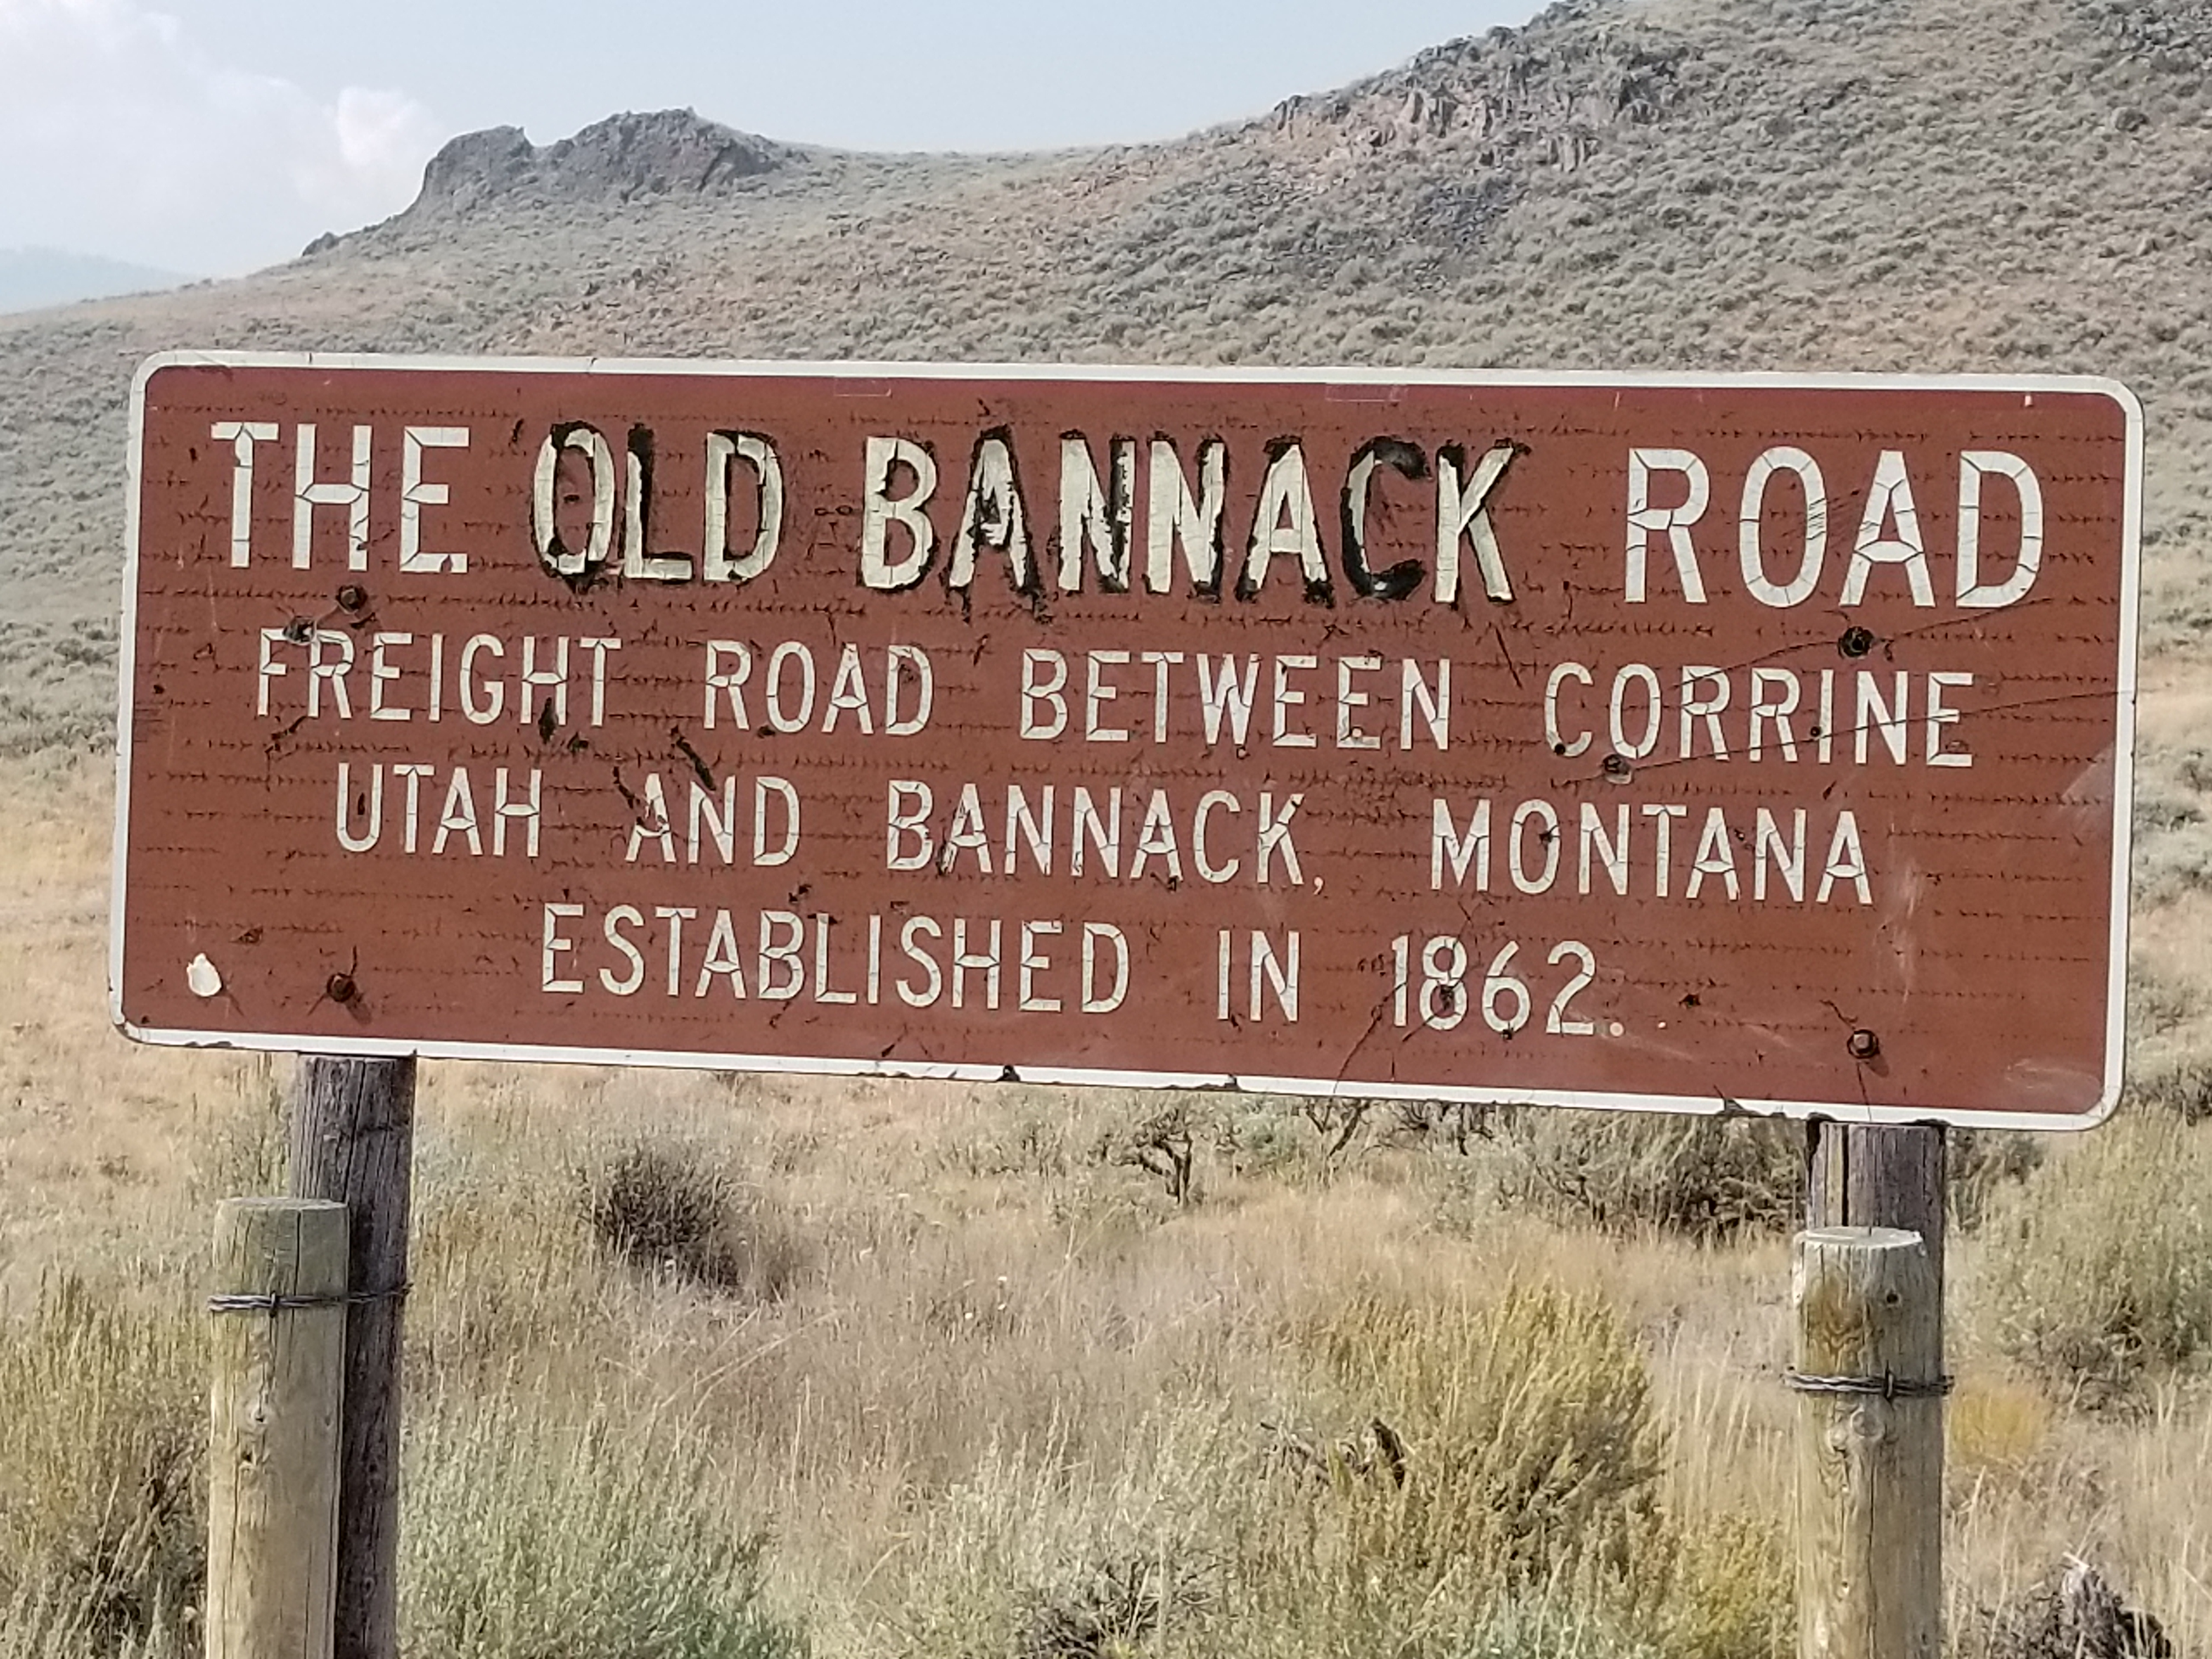 THE OLD BANNACK ROAD
FREIGHT ROAD BETWEEN CORRINE
UTAH AND BANNACK, MONTANA
ESTABLISHED IN 1862.